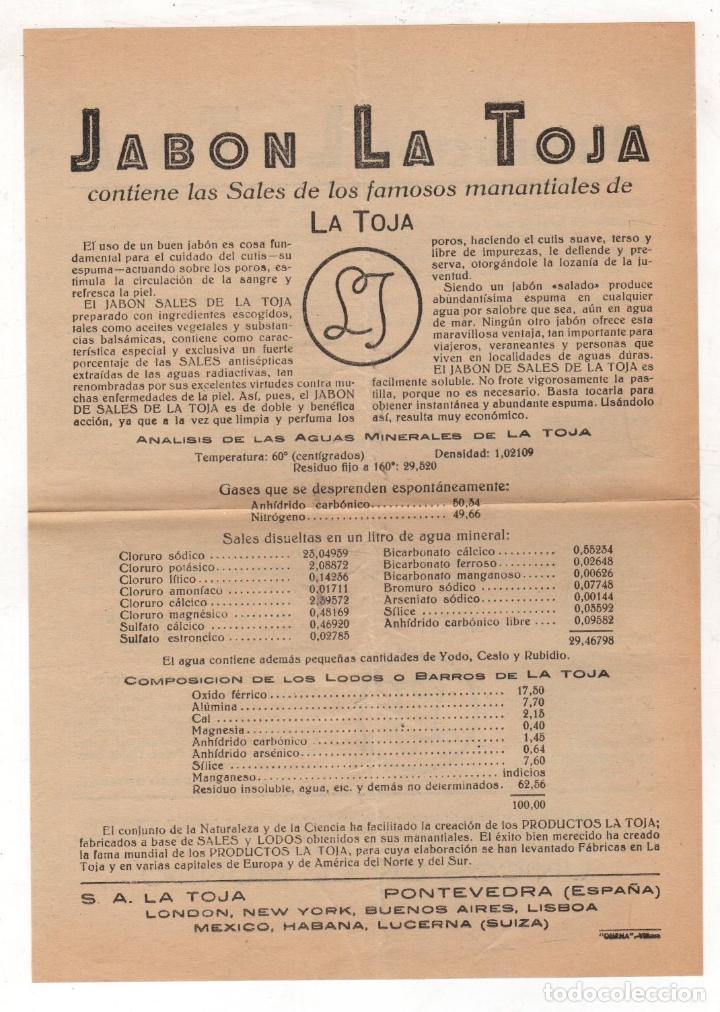 JABON LA TOJA
contiene las Sales de los famosos manantiales de
LA TOJA
El uso de un buen jabón es cosa fun-
damental para el cuidado del cutis—su
espuma—actuando sobre los poros, es-
timula la circulación de la sangre y
refresca la piel.
El JABON SALES DE LA TOJA
preparado con ingredientes escogidos,
tales como aceites vegetales y substan-
cias balsámicas, contiene como carac-
terística especial y exclusiva un fuerte
porcentaje de las SALES antisépticas
extraídas de las aguas radiactivas, tan
renombradas por sus excelentes virtudes contra mu-
chas enfermedades de la piel. Así, pues, el JABON
DE SALES DE LA TOJA es de doble y benéfica
acción, ya que a la vez que limpia y perfuma los
LT
poros, haciendo el cutis suave, terso y
libre de impurezas, le defiende y pre-
serva, otorgándole la lozanía de la ju-
ventud.
Siendo un jabón «salado» produce
abundantísima espuma en cualquier
agua por salobre que sea, aún en agua
de mar. Ningún otro jabón ofrece esta
maravillosa ventaja, tan importante para
viajeros, veraneantes y personas que
viven en localidades de aguas duras.
El JABON DE SALES DE LA TOJA es
facilmente soluble. No frote vigorosamente la pas-
tilla, porque no es necesario. Basta tocarla para
obtener instantánea y abundante espuma. Usándolo
así, resulta muy económico.
ANALISIS DE LAS AGUAS MINERALES DE LA TOJA
Temperatura: 60° (centígrados) Densidad: 1,02109
Residuo fijo a 160°: 29,520
Gases que se desprenden espontáneamente:
Anhídrido carbónico................ 50,34
Nitrógeno........................ 49,66
Sales disueltas en un litro de agua mineral:
Cloruro sódico ............ 23,04959
Cloruro potásico........... 2,08872
Cloruro lítico .............. 0,14236
Cloruro amoníaco ......... 0,01711
Cloruro cálcico............ 2,39572
Cloruro magnésico ........ 0,48169
Sulfato cálcico ............ 0,46920
Sulfato estroncico ......... 0,02785
Bicarbonato cálcico.......... 0,55234
Bicarbonato ferroso.......... 0,02648
Bicarbonato manganoso...... 0,00626
Bromuro sódico ............. 0,07748
Arseniato sódico............. 0,00144
Sílice ...................... 0,03592
Anhídrido carbónico libre .... 0,09582
29,46798
El agua contiene además pequeñas cantidades de Yodo, Cesio y Rubidio.
COMPOSICION DE LOS LODOS O BARROS DE LA TOJA
Oxido férrico................................ 17,50
Alúmina.................................... 7,70
Cal ........................................ 2,15
Magnesia .................................. 0,40
Anhídrido carbónico ......................... 1,45
Anhídrido arsénico.......................... 0.64
Sílice ...................................... 7,60
Manganeso.................................. indicios
Residuo insoluble, agua, etc. y demás no determinados. 62,56
100,00
El conjunto de la Naturaleza y de la Ciencia ha facilitado la creación de los PRODUCTOS LA TOJA;
fabricados a base de SALES y LODOS obtenidos en sus manantiales. El éxito bien merecido ha creado
la fama mundial de los PRODUCTOS LA TOJA, para cuya elaboración se han levantado Fábricas en La
Toja y en varias capitales de Europa y de América del Norte y del Sur.
S. A. LA TOJA PONTEVEDRA (ESPAÑA)
LONDON, NEW YORK, BUENOS AIRES, LISBOA
MEXICO, HABANA, LUCERNA (SUIZA)
todocoleccion.net